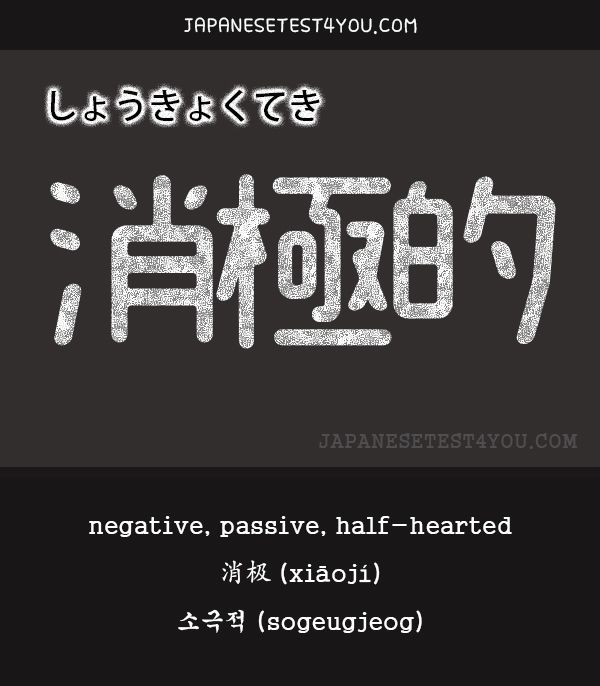 JAPANESETEST4YOU.COM
しょうきょくてき
消極的
JAPANESETEST4YOU.COM
negative, passive, half-hearted
消极 (xiāojí)
소극적 (sogeugjeog)